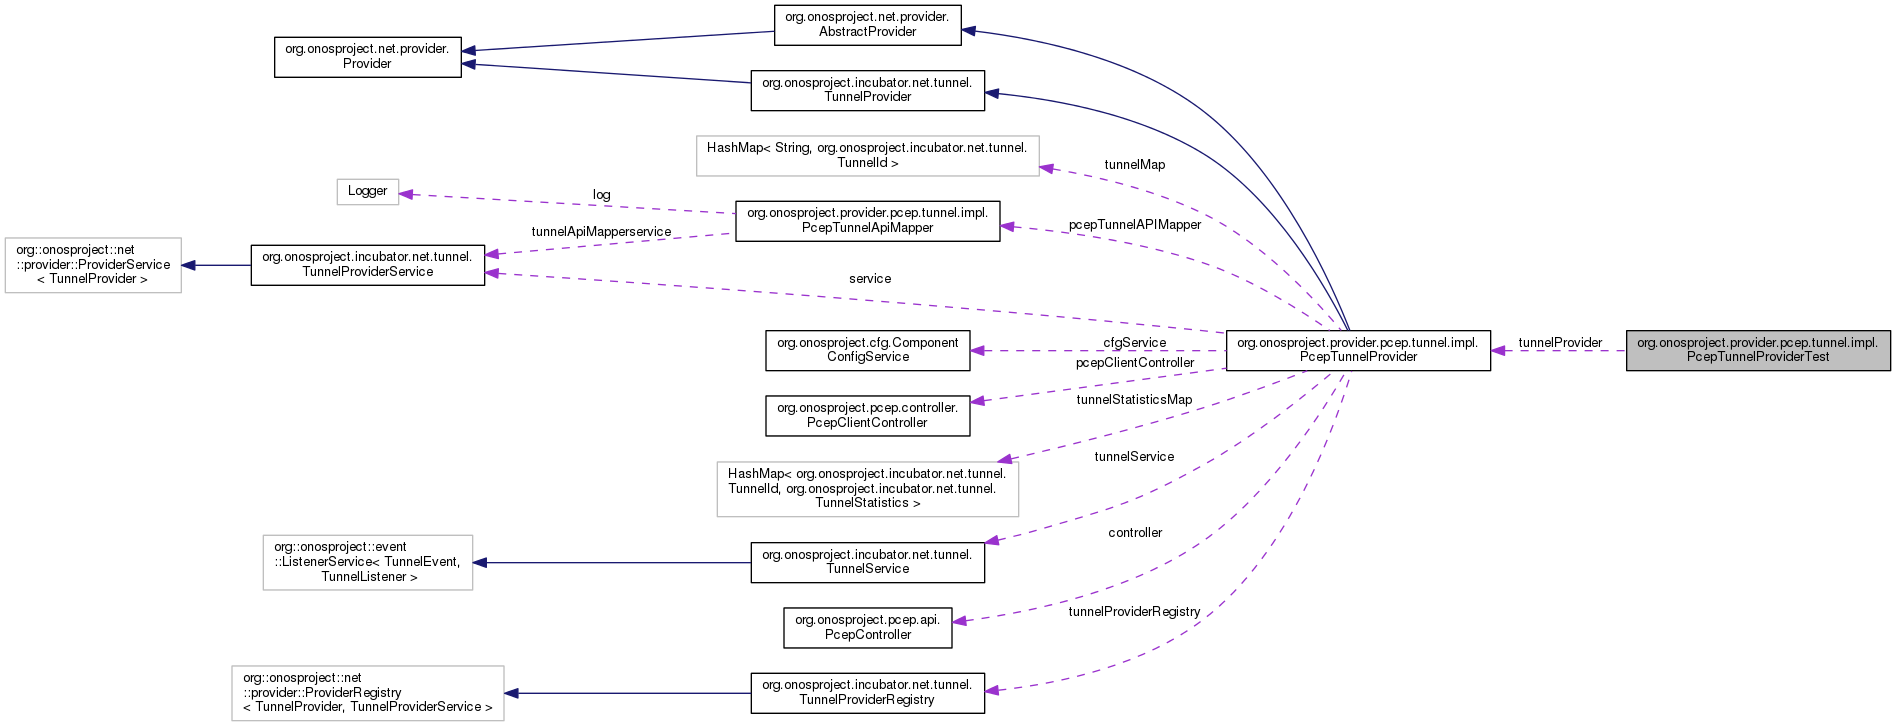 org.onosproject.net.provider.
AbstractProvider
org.onosproject.net.provider.
Provider
org.onosproject.incubator.net.tunnel.
TunnelProvider
HashMap< String, org.onosproject.incubator.net.tunnel.
TunnelId >
tunnelMap
Logger
log
org.onosproject.provider.pcep.tunnel.impl.
PcepTunnelApiMapper
pcepTunnelAPIMapper
tunnelApiMapperservice
org::onosproject::net
::provider::ProviderService
< TunnelProvider >
org.onosproject.incubator.net.tunnel.
TunnelProviderService
service
org.onosproject.cfg.Component
ConfigService
cfgService
org.onosproject.provider.pcep.tunnel.impl.
PcepTunnelProvider
tunnelProvider
org.onosproject.provider.pcep.tunnel.impl.
PcepTunnelProviderTest
pcepClientController
org.onosproject.pcep.controller.
PcepClientController
tunnelStatisticsMap
HashMap< org.onosproject.incubator.net.tunnel.
TunnelId, org.onosproject.incubator.net.tunnel.
TunnelStatistics >
tunnelService
org::onosproject::event
::ListenerService< TunnelEvent,
TunnelListener >
org.onosproject.incubator.net.tunnel.
TunnelService
controller
org.onosproject.pcep.api.
PcepController
tunnelProviderRegistry
org::onosproject::net
::provider::ProviderRegistry
< TunnelProvider, TunnelProviderService >
org.onosproject.incubator.net.tunnel.
TunnelProviderRegistry